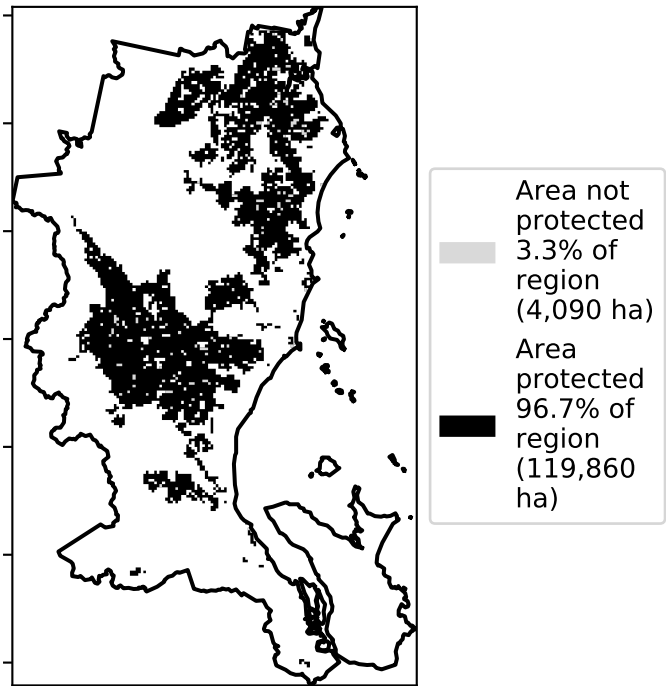 Area not
protected
3.3% of
region
(4,090 ha)
Area
protected
96.7% of
region
(119,860
ha)